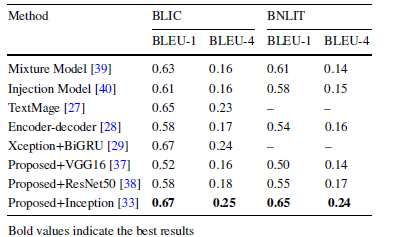 Method BLIC BNLIT
BLEU-1 BLEU-4 BLEU-1 BLEU-4
Mixture Model [39] 0.63 0.16 0.61 0.14
Injection Model [40] 0.61 0.16 0.58 0.15
TextMage [27] 0.65 0.23 – –
Encoder-decoder [28] 0.58 0.17 0.54 0.16
Xception+BiGRU [29] 0.67 0.24 – –
Proposed+VGG16 [37] 0.52 0.16 0.50 0.14
Proposed+ResNet50 [38] 0.58 0.18 0.55 0.17
Proposed+Inception [33] 0.67 0.25 0.65 0.24
Bold values indicate the best results